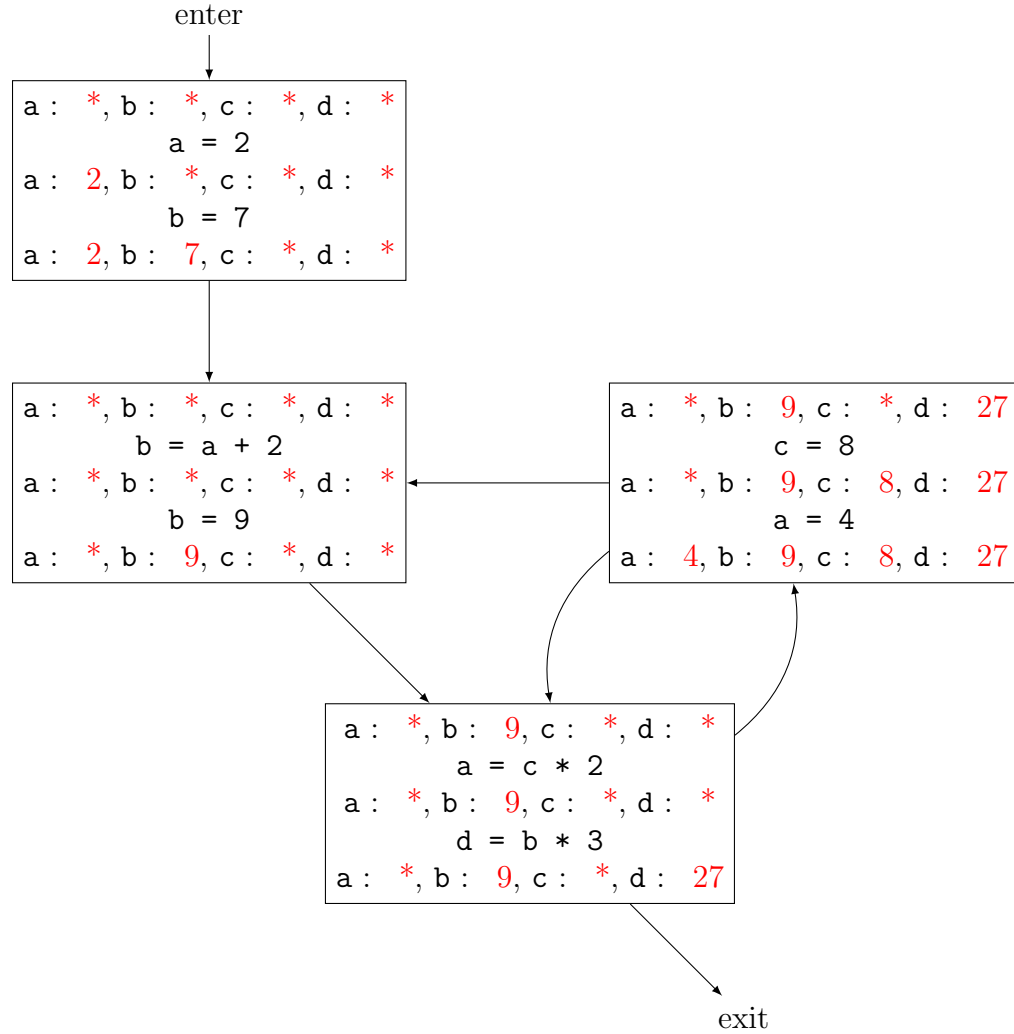 enter
a : *, b : *, c : *, d : *
a = 2
a : 2, b : *, c : *, d : *
b = 7
a : 2, b : 7, c : *, d : *
a : *, b : *, c : *, d : *
b = a + 2
a : *, b : *, c : *, d : *
b = 9
a : *, b : 9, c : *, d : *
a : *, b : 9, c : *, d : 27
c = 8
a : *, b : 9, c : 8, d : 27
a = 4
a : 4, b : 9, c : 8, d : 27
a : *, b : 9, c : *, d : *
a = c * 2
a : *, b : 9, c : *, d : *
d = b * 3
a : *, b : 9, c : *, d : 27
exit